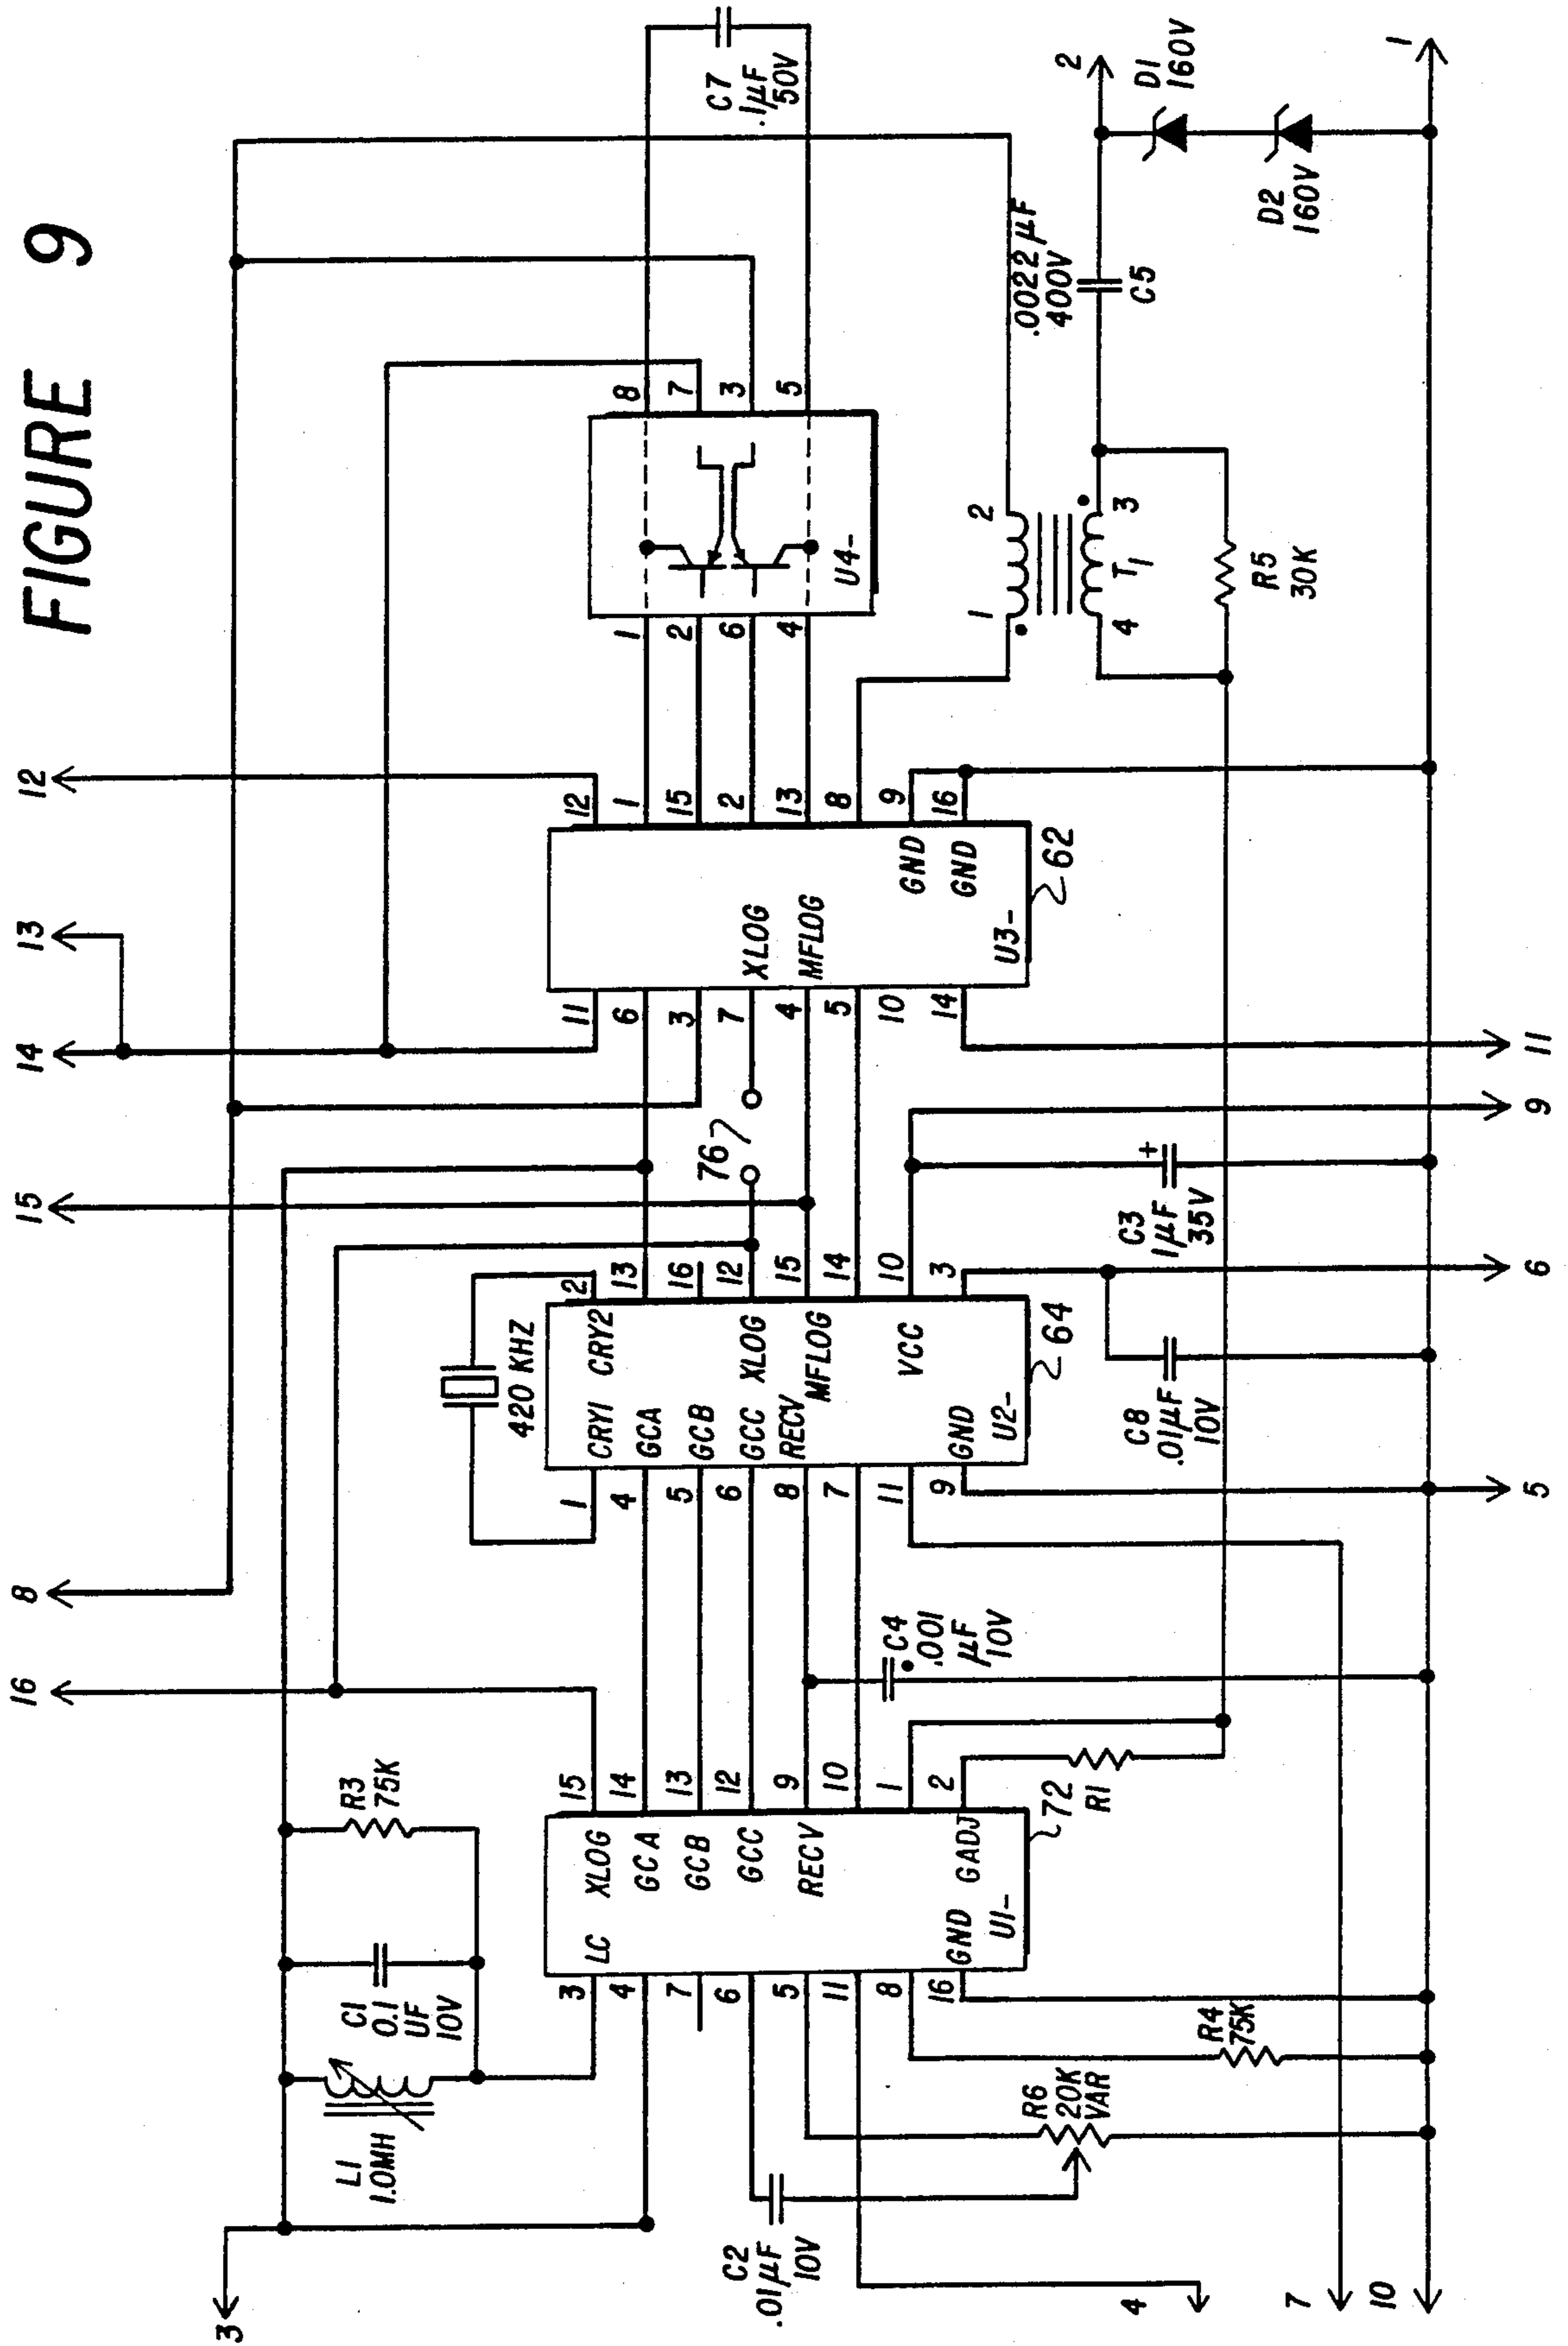 FIGURE 9
16
8
15
14
13
12
3
L1
1.0MH
C1
0.1
UF
10V
R3
75K
420 KHZ
C7
.1µF
50V
3
4
7
6
5
11
8
16
LC
XLOG
GCA
GCB
GCC
RECV
GADJ
GND
U1-
15
14
13
12
9
10
1
2
72
R1
C4
.001
µF
10V
1
4
5
6
8
7
11
9
CRY1
CRY2
GCA
GCB
GCC
XLOG
RECV
MFLOG
VCC
GND
U2-
64
2
13
16
12
15
14
10
3
76
11
6
3
7
4
5
10
14
XLOG
MFLOG
GND
GND
U3-
62
12
1
15
2
13
8
9
16
1
2
6
4
U4-
8
7
3
5
1
2
4
3
T1
R5
30K
.0022 µF
400V
C5
2
D1
160V
D2
160V
1
C2
.01µF
10V
R6
20K
VAR
R4
75K
C8
.01µF
10V
C3
+
1µF
35V
4
7
10
5
6
9
11